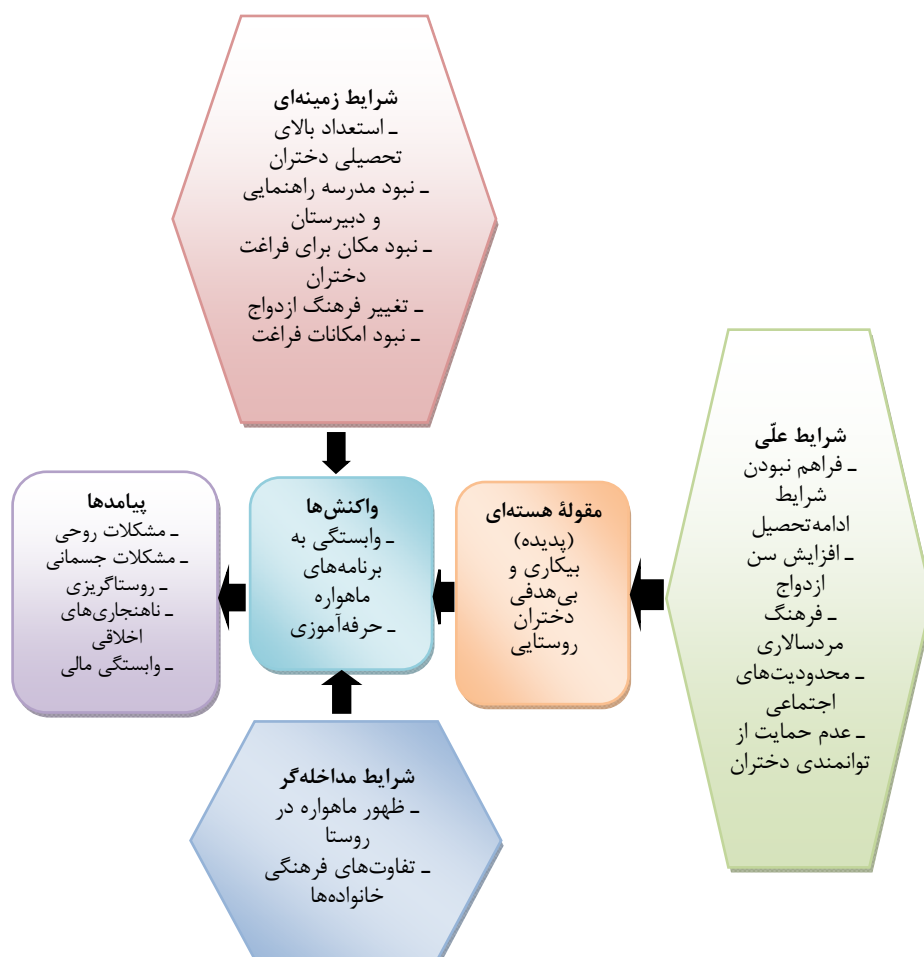 شرایط زمینه‌ای
ـ استعداد بالای
تحصیلی دختران
ـ نبود مدرسه راهنمایی
و دبیرستان
ـ نبود مکان برای فراغت
دختران
ـ تغییر فرهنگ ازدواج
ـ نبود امکانات فراغت
شرایط علّی
ـ فراهم نبودن
شرایط
ادامه‌تحصیل
ـ افزایش سن
ازدواج
ـ فرهنگ
مردسالاری
ـ محدودیت‌های
اجتماعی
ـ عدم حمایت از
توانمندی دختران
مقولۀ هسته‌ای
(پدیده)
بیکاری و
بی‌هدفی
دختران
روستایی
واکنش‌ها
ـ وابستگی به
برنامه‌های
ماهواره
ـ حرفه‌آموزی
پیامدها
ـ مشکلات روحی
ـ مشکلات جسمانی
ـ روستاگریزی
ـ ناهنجاری‌های
اخلاقی
ـ وابستگی مالی
شرایط مداخله‌گر
ـ ظهور ماهواره در
روستا
ـ تفاوت‌های فرهنگی
خانواده‌ها